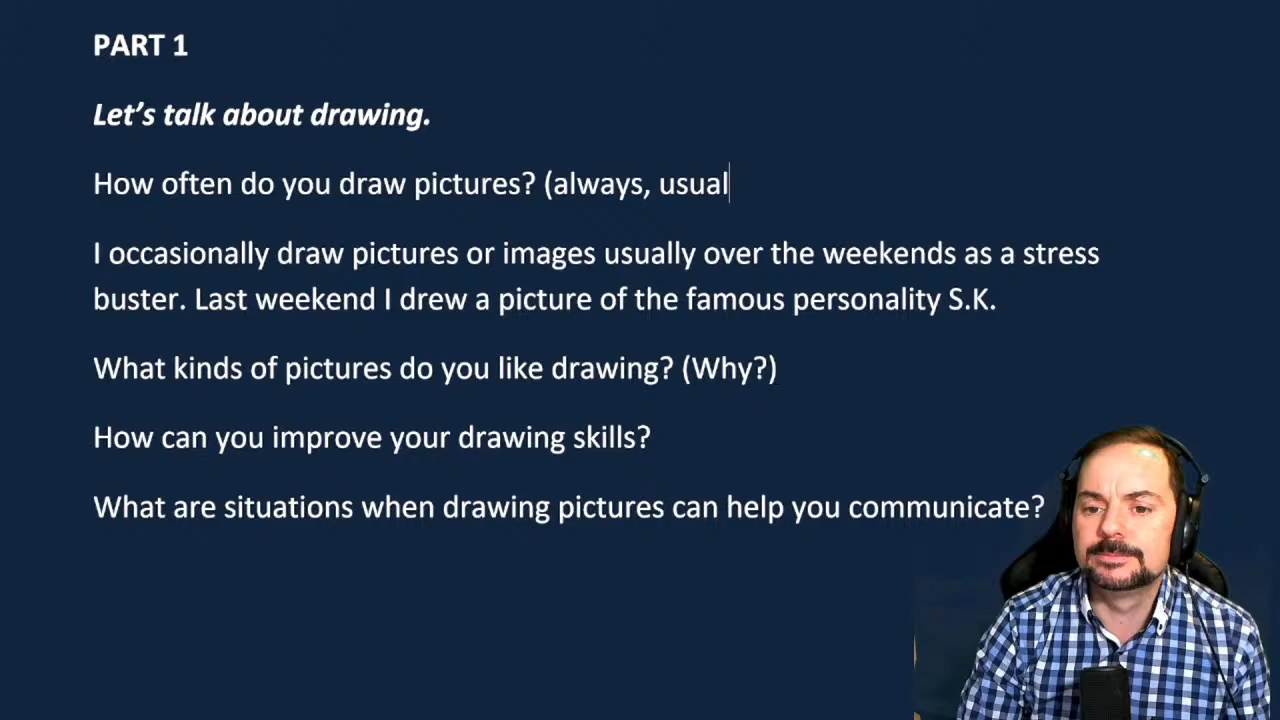 PART 1
Let's talk about drawing.
How often do you draw pictures? (always, usual
I occasionally draw pictures or images usually over the weekends as a stress
buster. Last weekend I drew a picture of the famous personality S.K.
What kinds of pictures do you like drawing? (Why?)
How can you improve your drawing skills?
What are situations when drawing pictures can help you communicate?